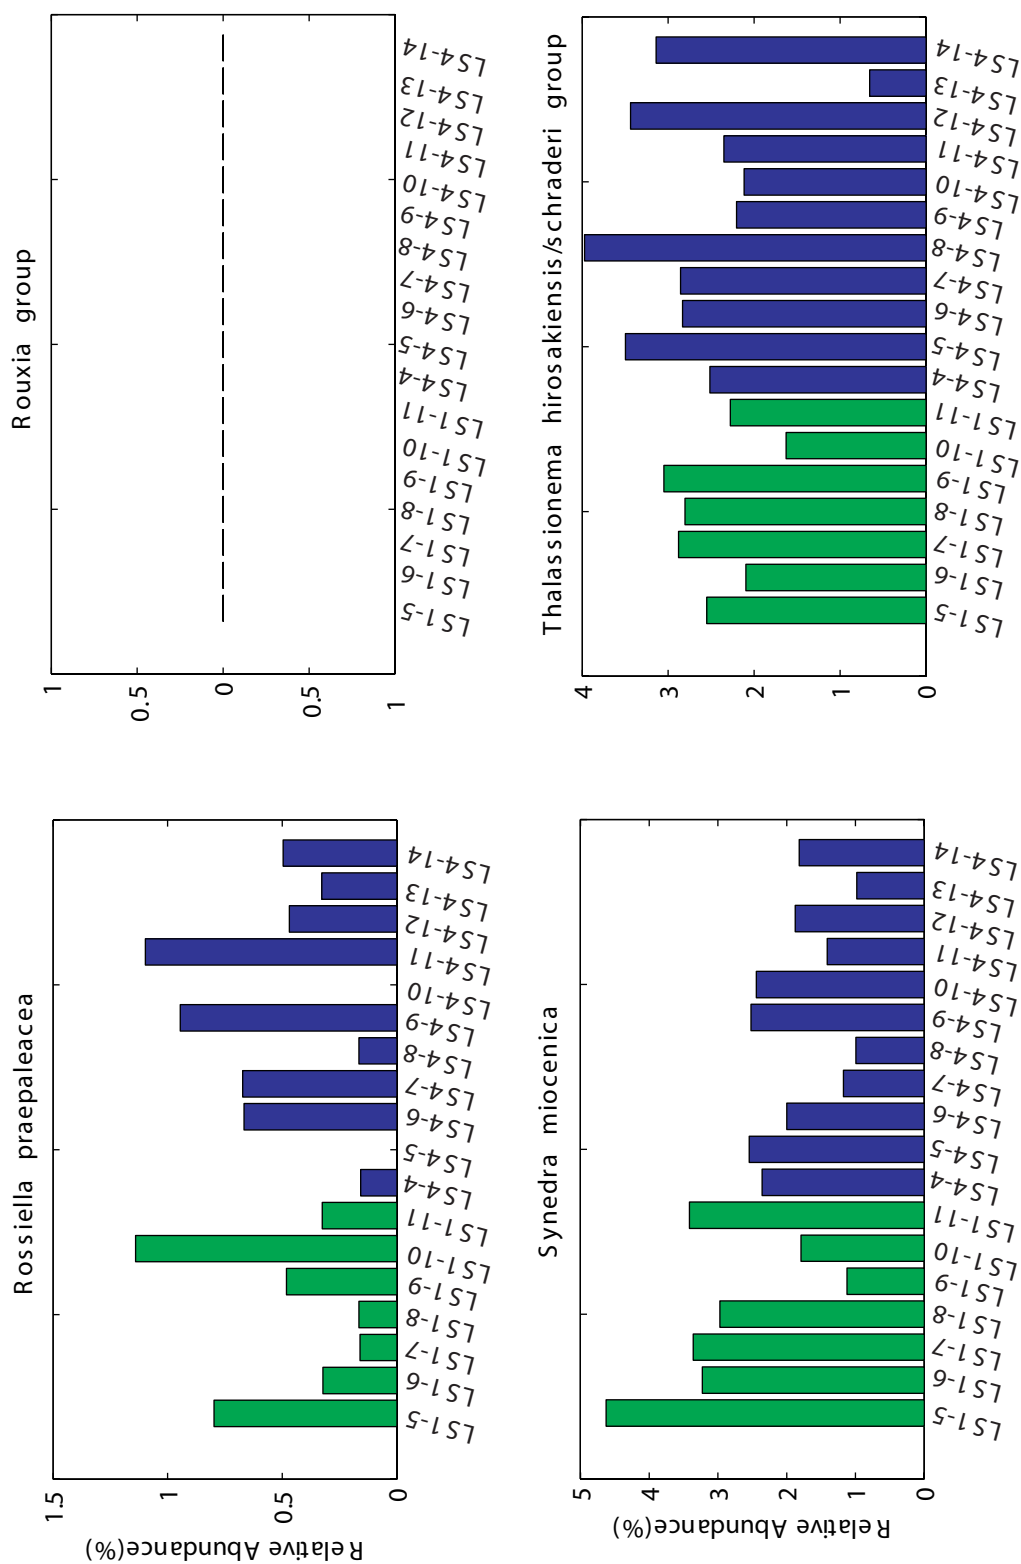 Rossiella praepaleacea
Relative Abundance(%)
1.5
1
0.5
0
LS1-5
LS1-6
LS1-7
LS1-8
LS1-9
LS1-10
LS1-11
LS4-4
LS4-5
LS4-6
LS4-7
LS4-8
LS4-9
LS4-10
LS4-11
LS4-12
LS4-13
LS4-14
Rouxia group
1
0.5
0
0.5
1
LS1-5
LS1-6
LS1-7
LS1-8
LS1-9
LS1-10
LS1-11
LS4-4
LS4-5
LS4-6
LS4-7
LS4-8
LS4-9
LS4-10
LS4-11
LS4-12
LS4-13
LS4-14
Synedra miocenica
Relative Abundance(%)
5
4
3
2
1
0
LS1-5
LS1-6
LS1-7
LS1-8
LS1-9
LS1-10
LS1-11
LS4-4
LS4-5
LS4-6
LS4-7
LS4-8
LS4-9
LS4-10
LS4-11
LS4-12
LS4-13
LS4-14
Thalassionema hirosakiensis/schraderi group
4
3
2
1
0
LS1-5
LS1-6
LS1-7
LS1-8
LS1-9
LS1-10
LS1-11
LS4-4
LS4-5
LS4-6
LS4-7
LS4-8
LS4-9
LS4-10
LS4-11
LS4-12
LS4-13
LS4-14